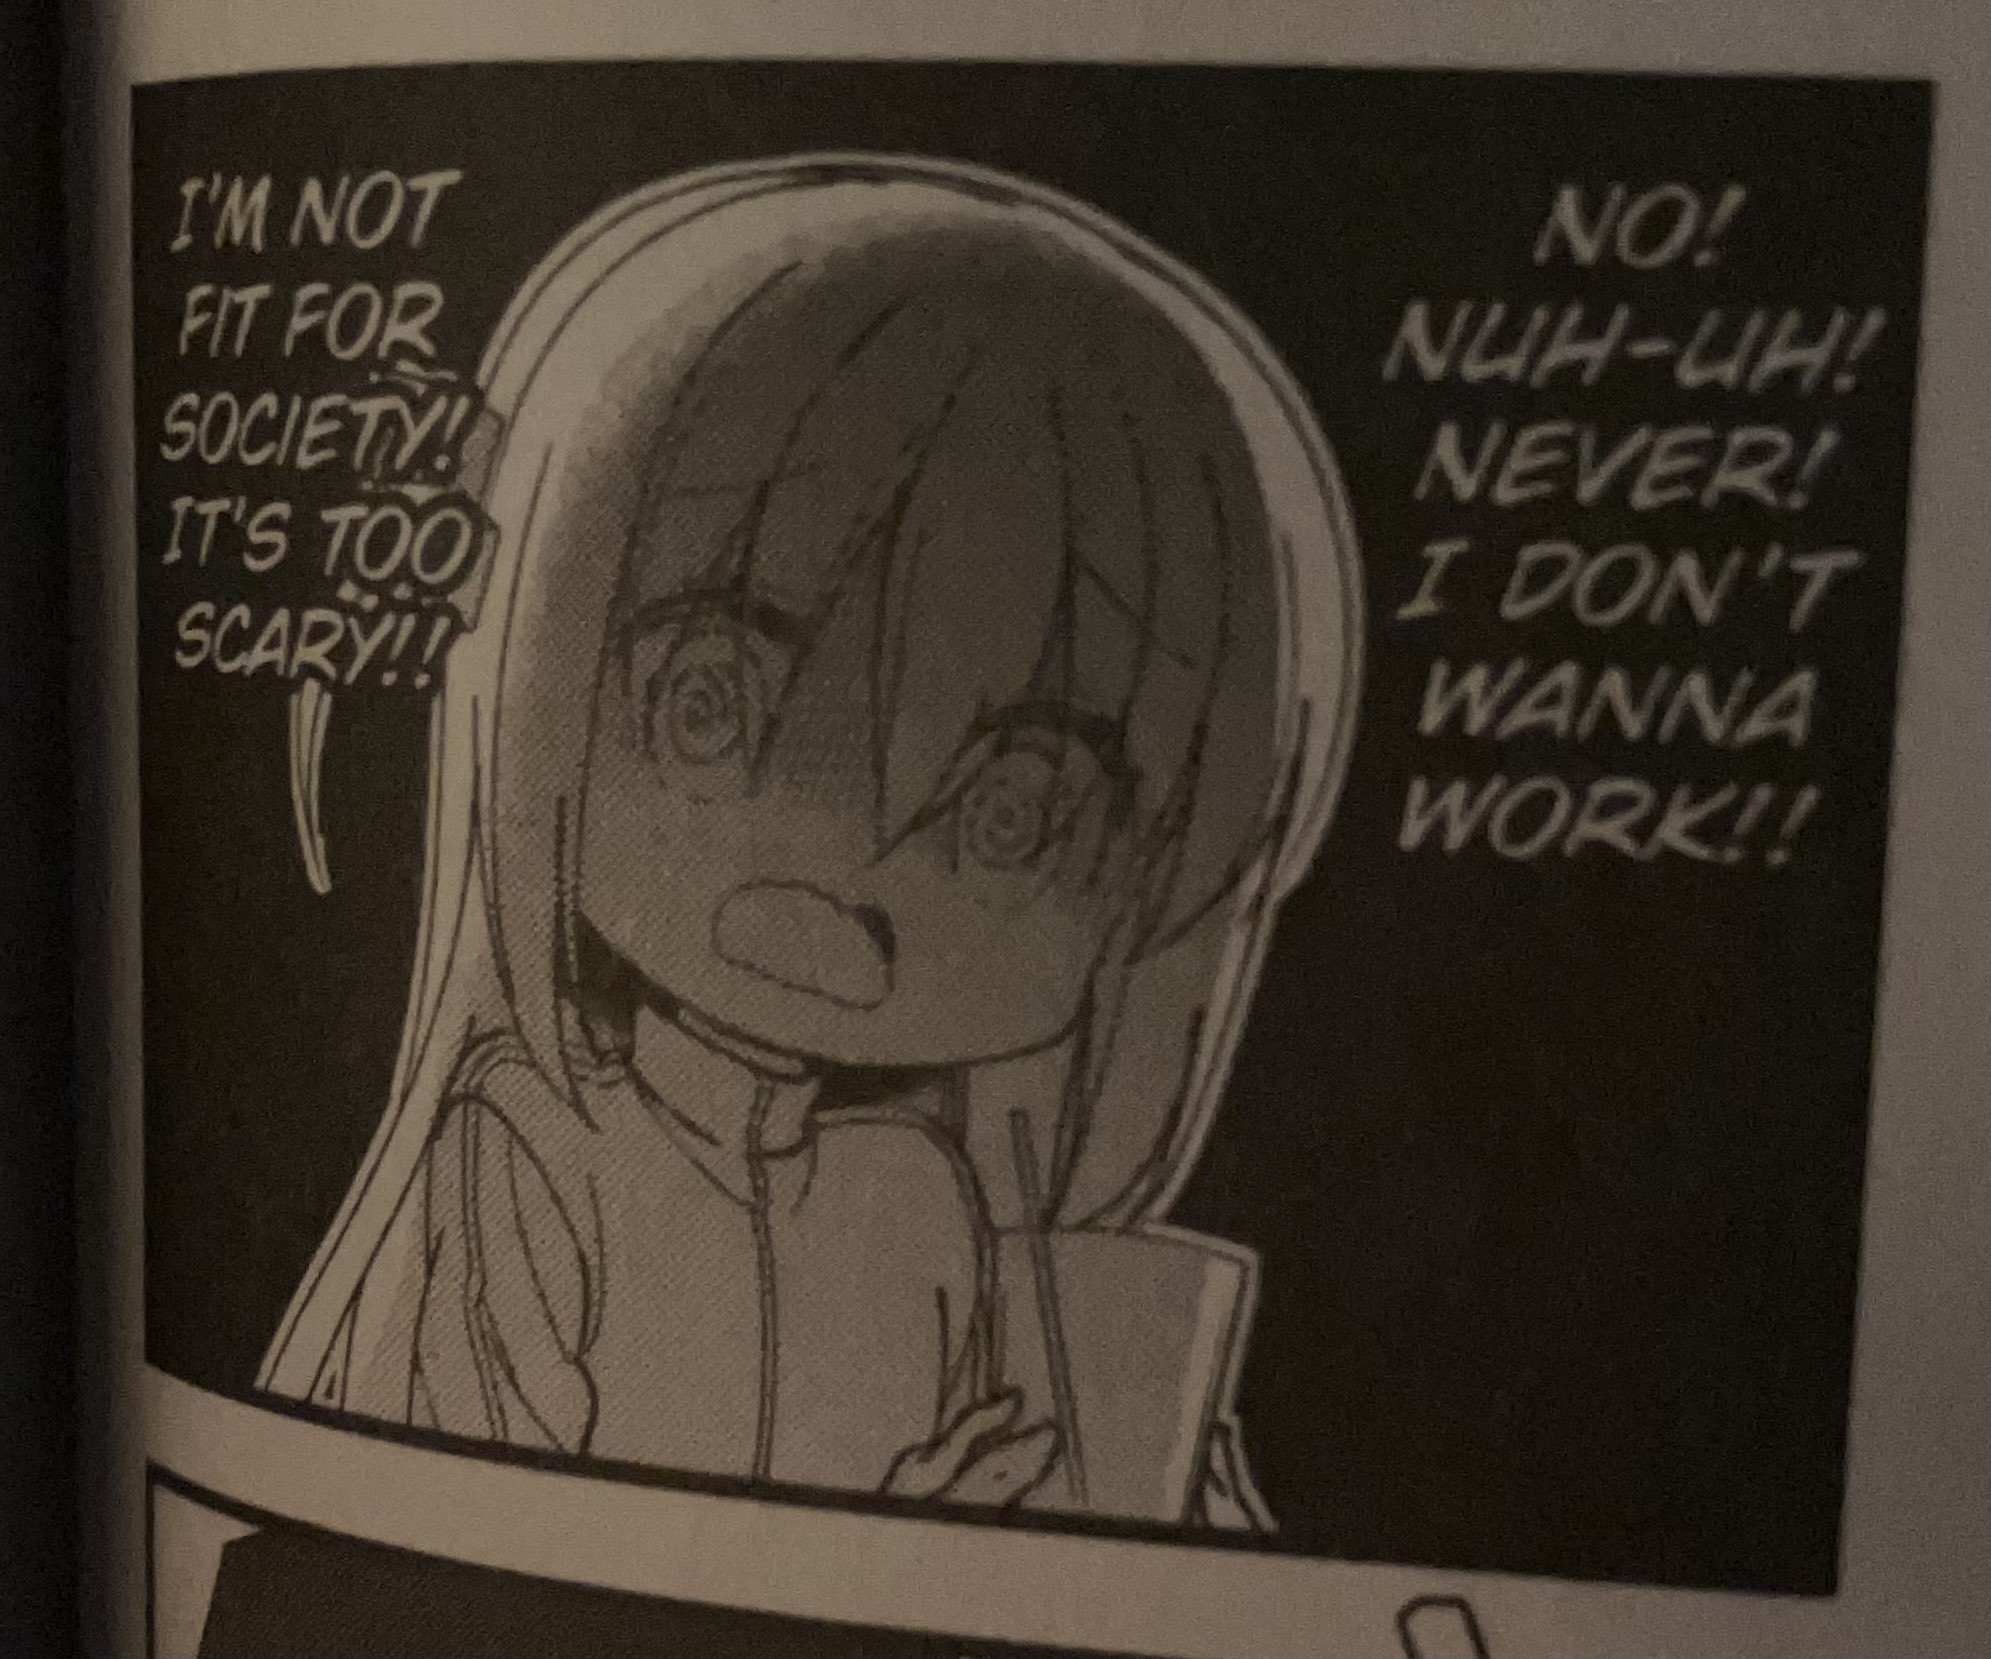 NO!
NUH-UH!
NEVER!
I DON'T
WANNA
WORK!!
I'M NOT
FIT FOR
SOCIETY!
IT'S TOO
SCARY!!